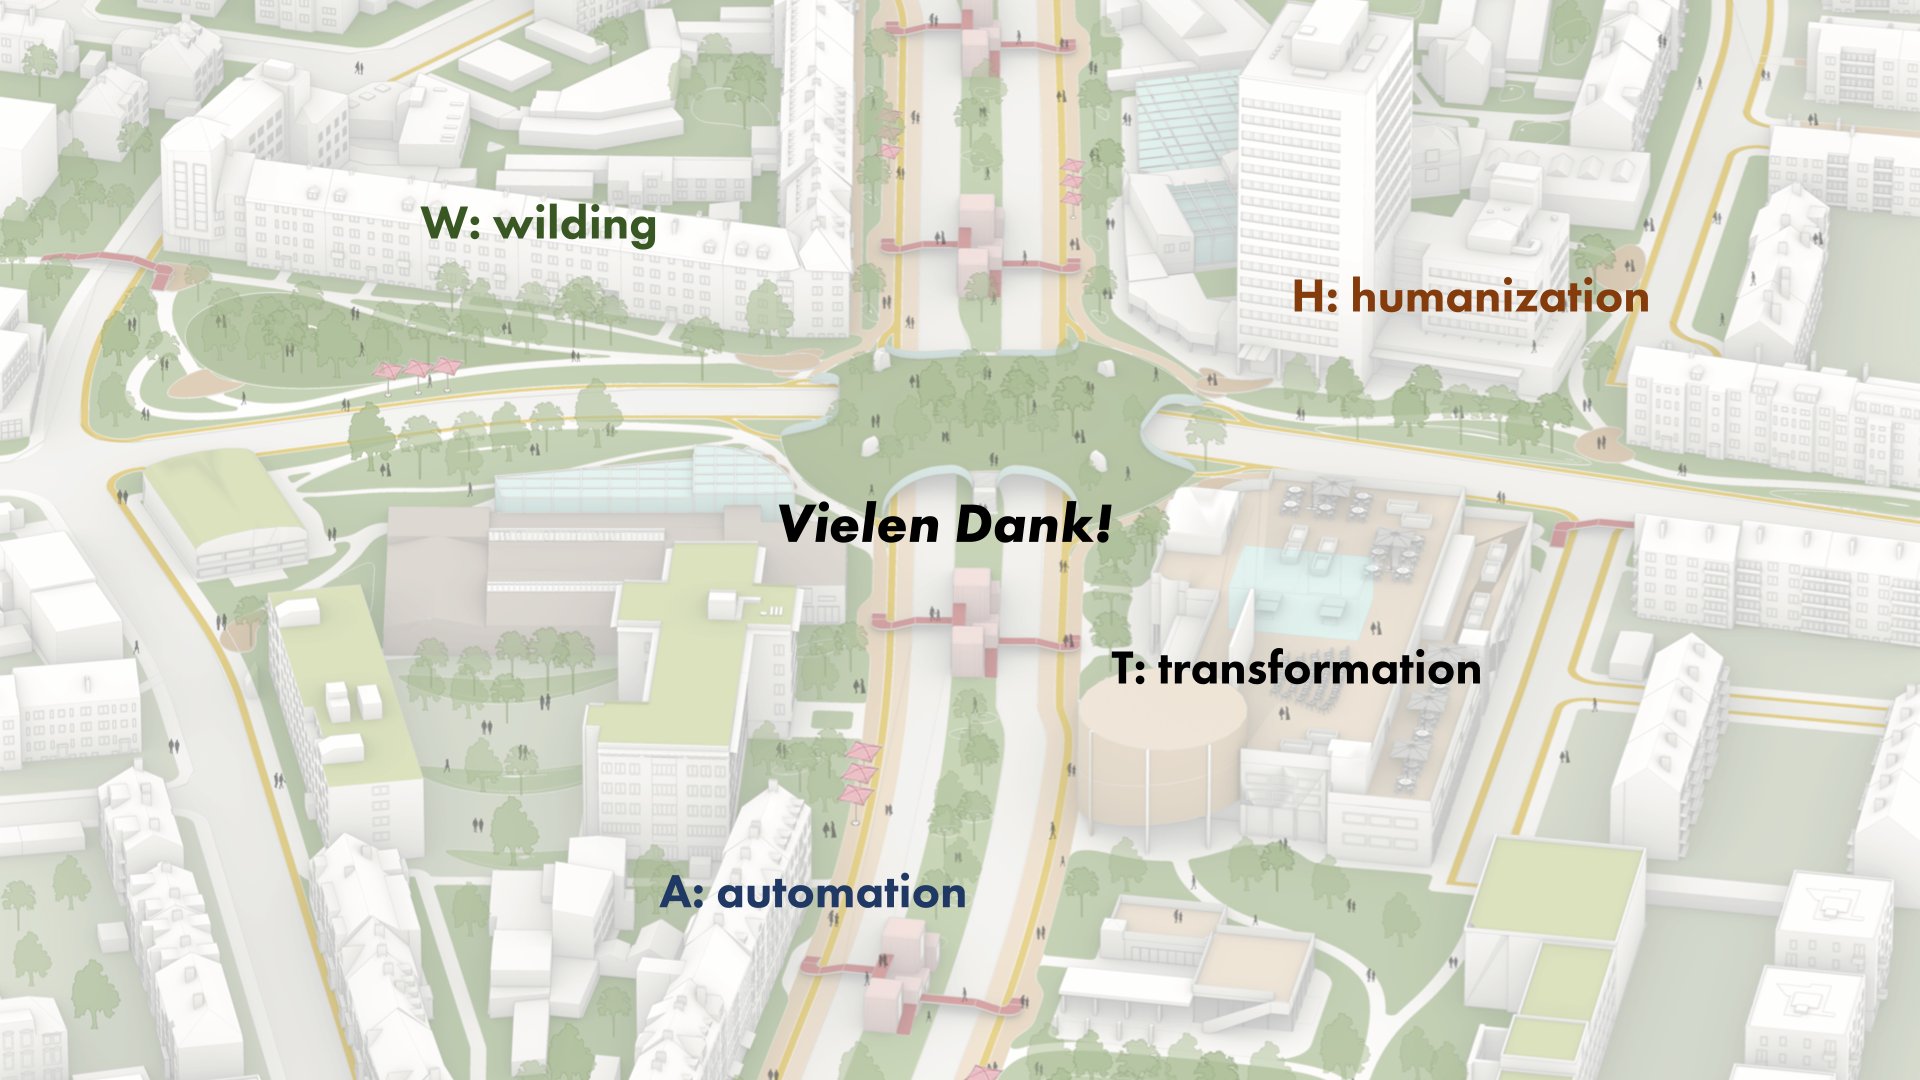 W: wilding
H: humanization
Vielen Dank!
T: transformation
A: automation